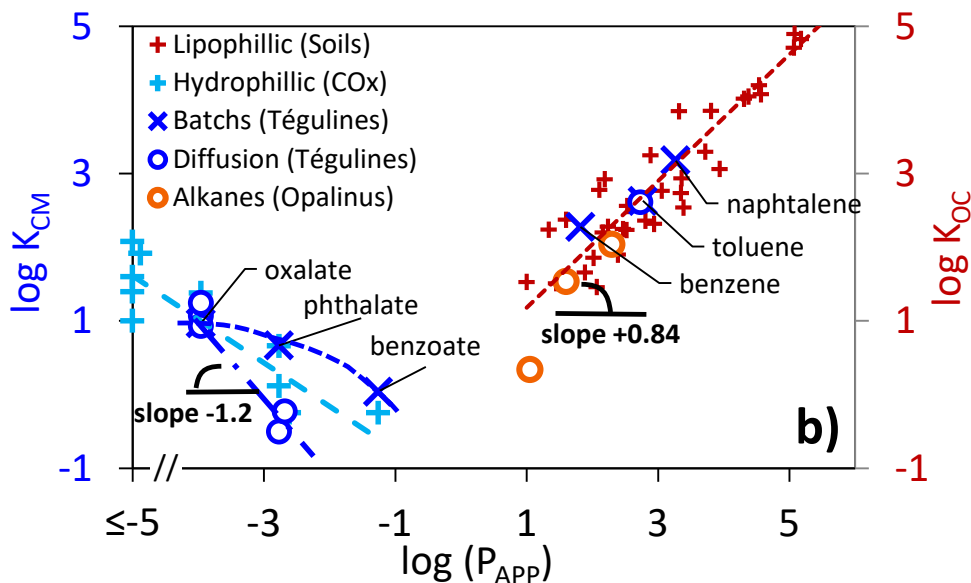 5
3
1
-1
log K_CM
Lipophillic (Soils)
Hydrophillic (COx)
Batchs (Tégulines)
Diffusion (Tégulines)
Alkanes (Opalinus)
oxalate
phthalate
benzoate
slope -1.2
naphtalene
toluene
benzene
slope +0.84
b)
5
3
1
-1
log K_OC
≤-5
//
-3
-1
1
3
5
log (P_APP)